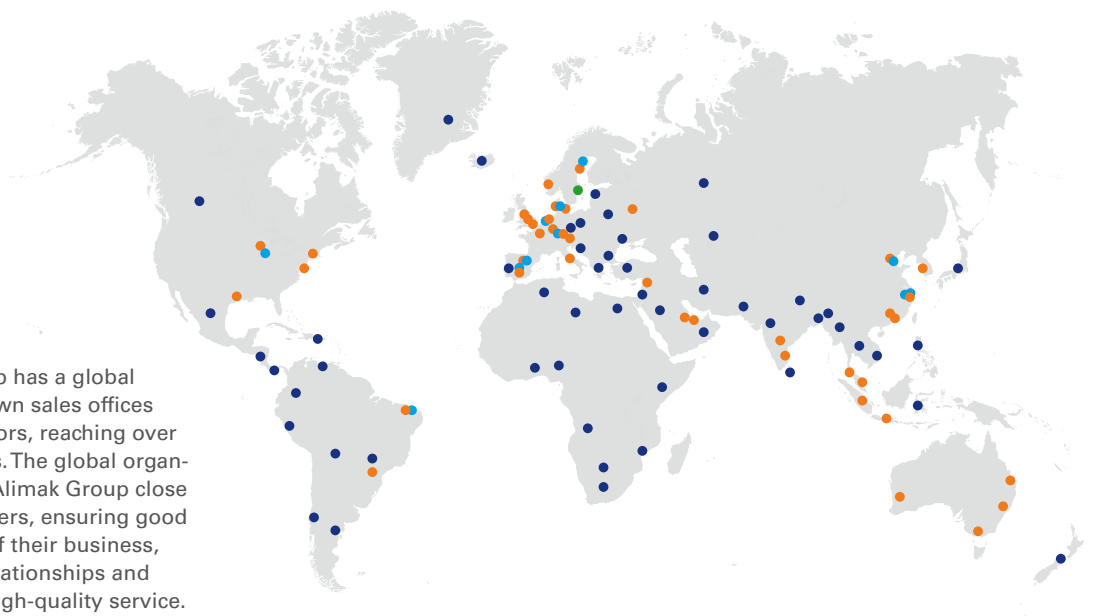 has a global
wn sales offices
ors, reaching over
The global organ-
Alimak Group close
ers, ensuring good
their business,
ationships and
gh-quality service.